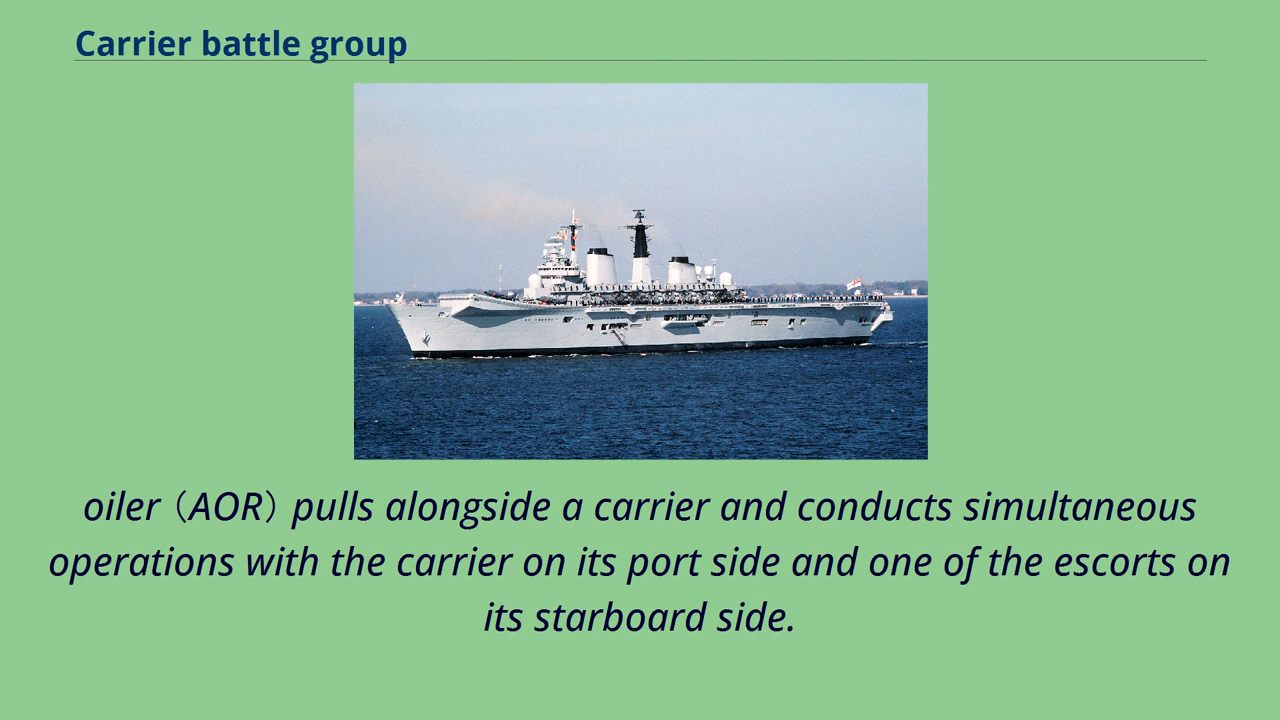 Carrier battle group
oiler（AOR）pulls alongside a carrier and conducts simultaneous
operations with the carrier on its port side and one of the escorts on
its starboard side.